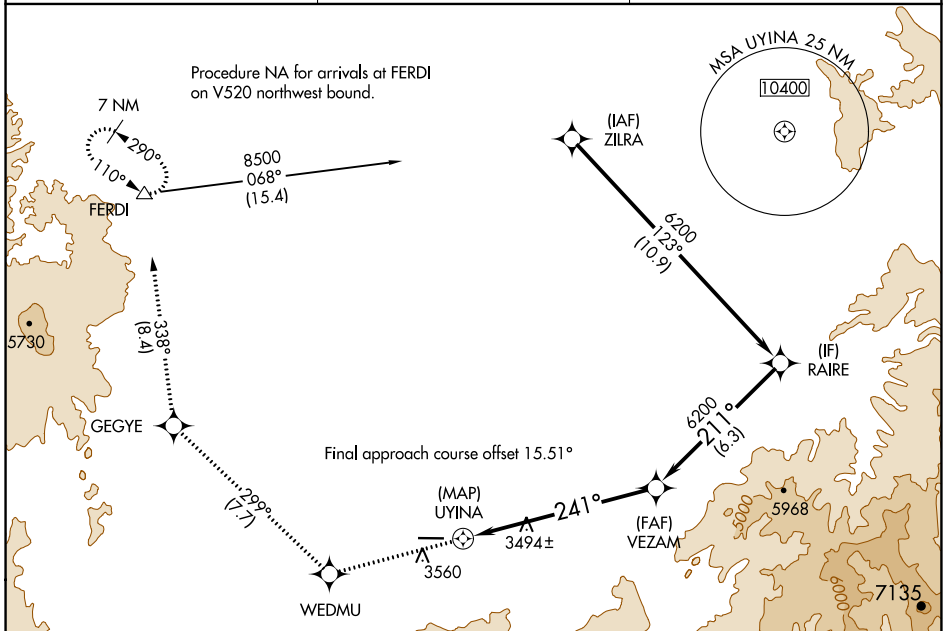 Procedure NA for arrivals at FERDI
on V520 northwest bound.
MSA UYINA 25 NM
10400
7 NM
290°
110°
FERDI
8500
068°
(15.4)
(IAF)
ZILRA
6200
123°
(10.9)
5730
338°
(8.4)
(IF)
RAIRE
GEGYE
6200
211°
(6.3)
Final approach course offset 15.51°
299°
(7.7)
(MAP)
UYINA
241°
3494±
(FAF)
VEZAM
5968
5000
3560
WEDMU
6000
7135